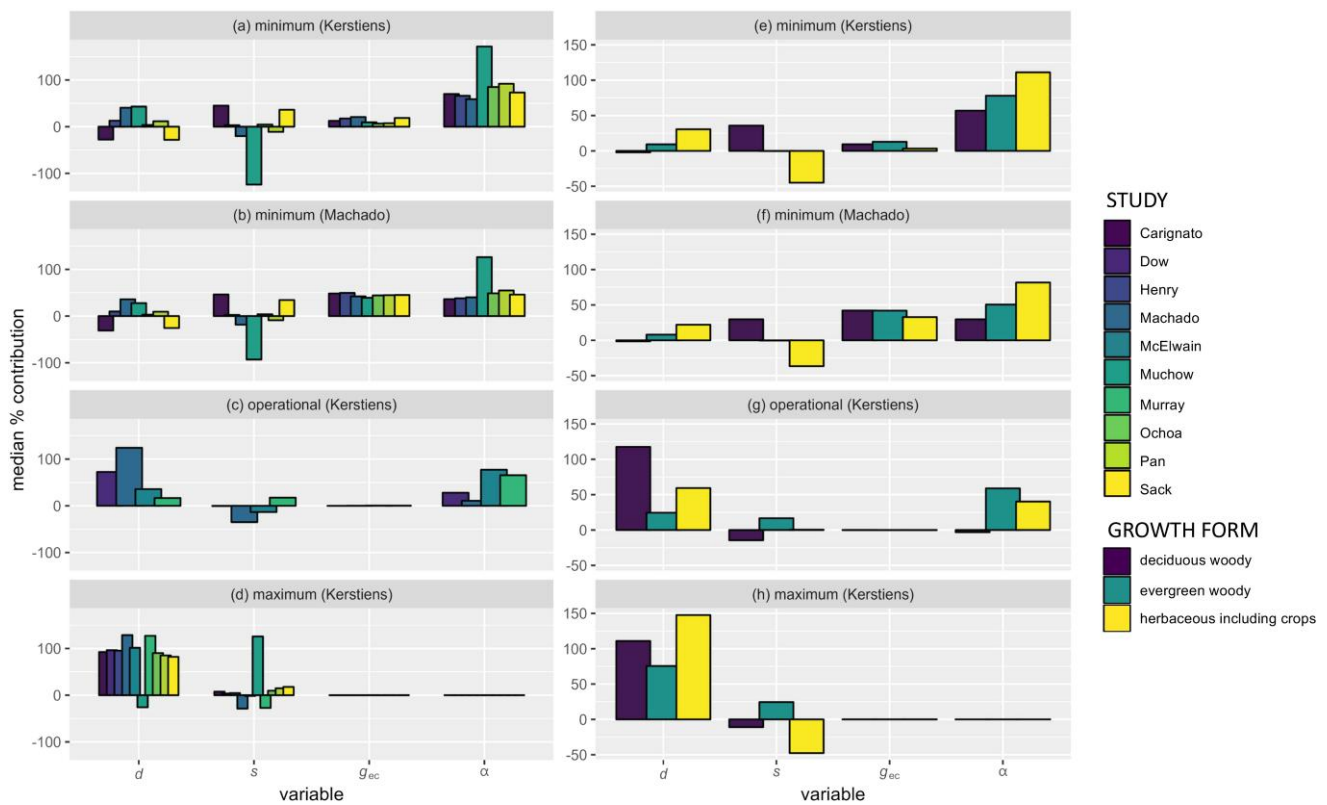 (a) minimum (Kerstiens)
100
0
-100
(b) minimum (Machado)
100
0
-100
(c) operational (Kerstiens)
100
0
-100
(d) maximum (Kerstiens)
100
0
-100
d s gec α
variable
median % contribution
(e) minimum (Kerstiens)
150
100
50
0
-50
(f) minimum (Machado)
150
100
50
0
-50
(g) operational (Kerstiens)
150
100
50
0
-50
(h) maximum (Kerstiens)
150
100
50
0
-50
d s gec α
variable
STUDY
Carignato
Dow
Henry
Machado
McElwain
Muchow
Murray
Ochoa
Pan
Sack
GROWTH FORM
deciduous woody
evergreen woody
herbaceous including crops